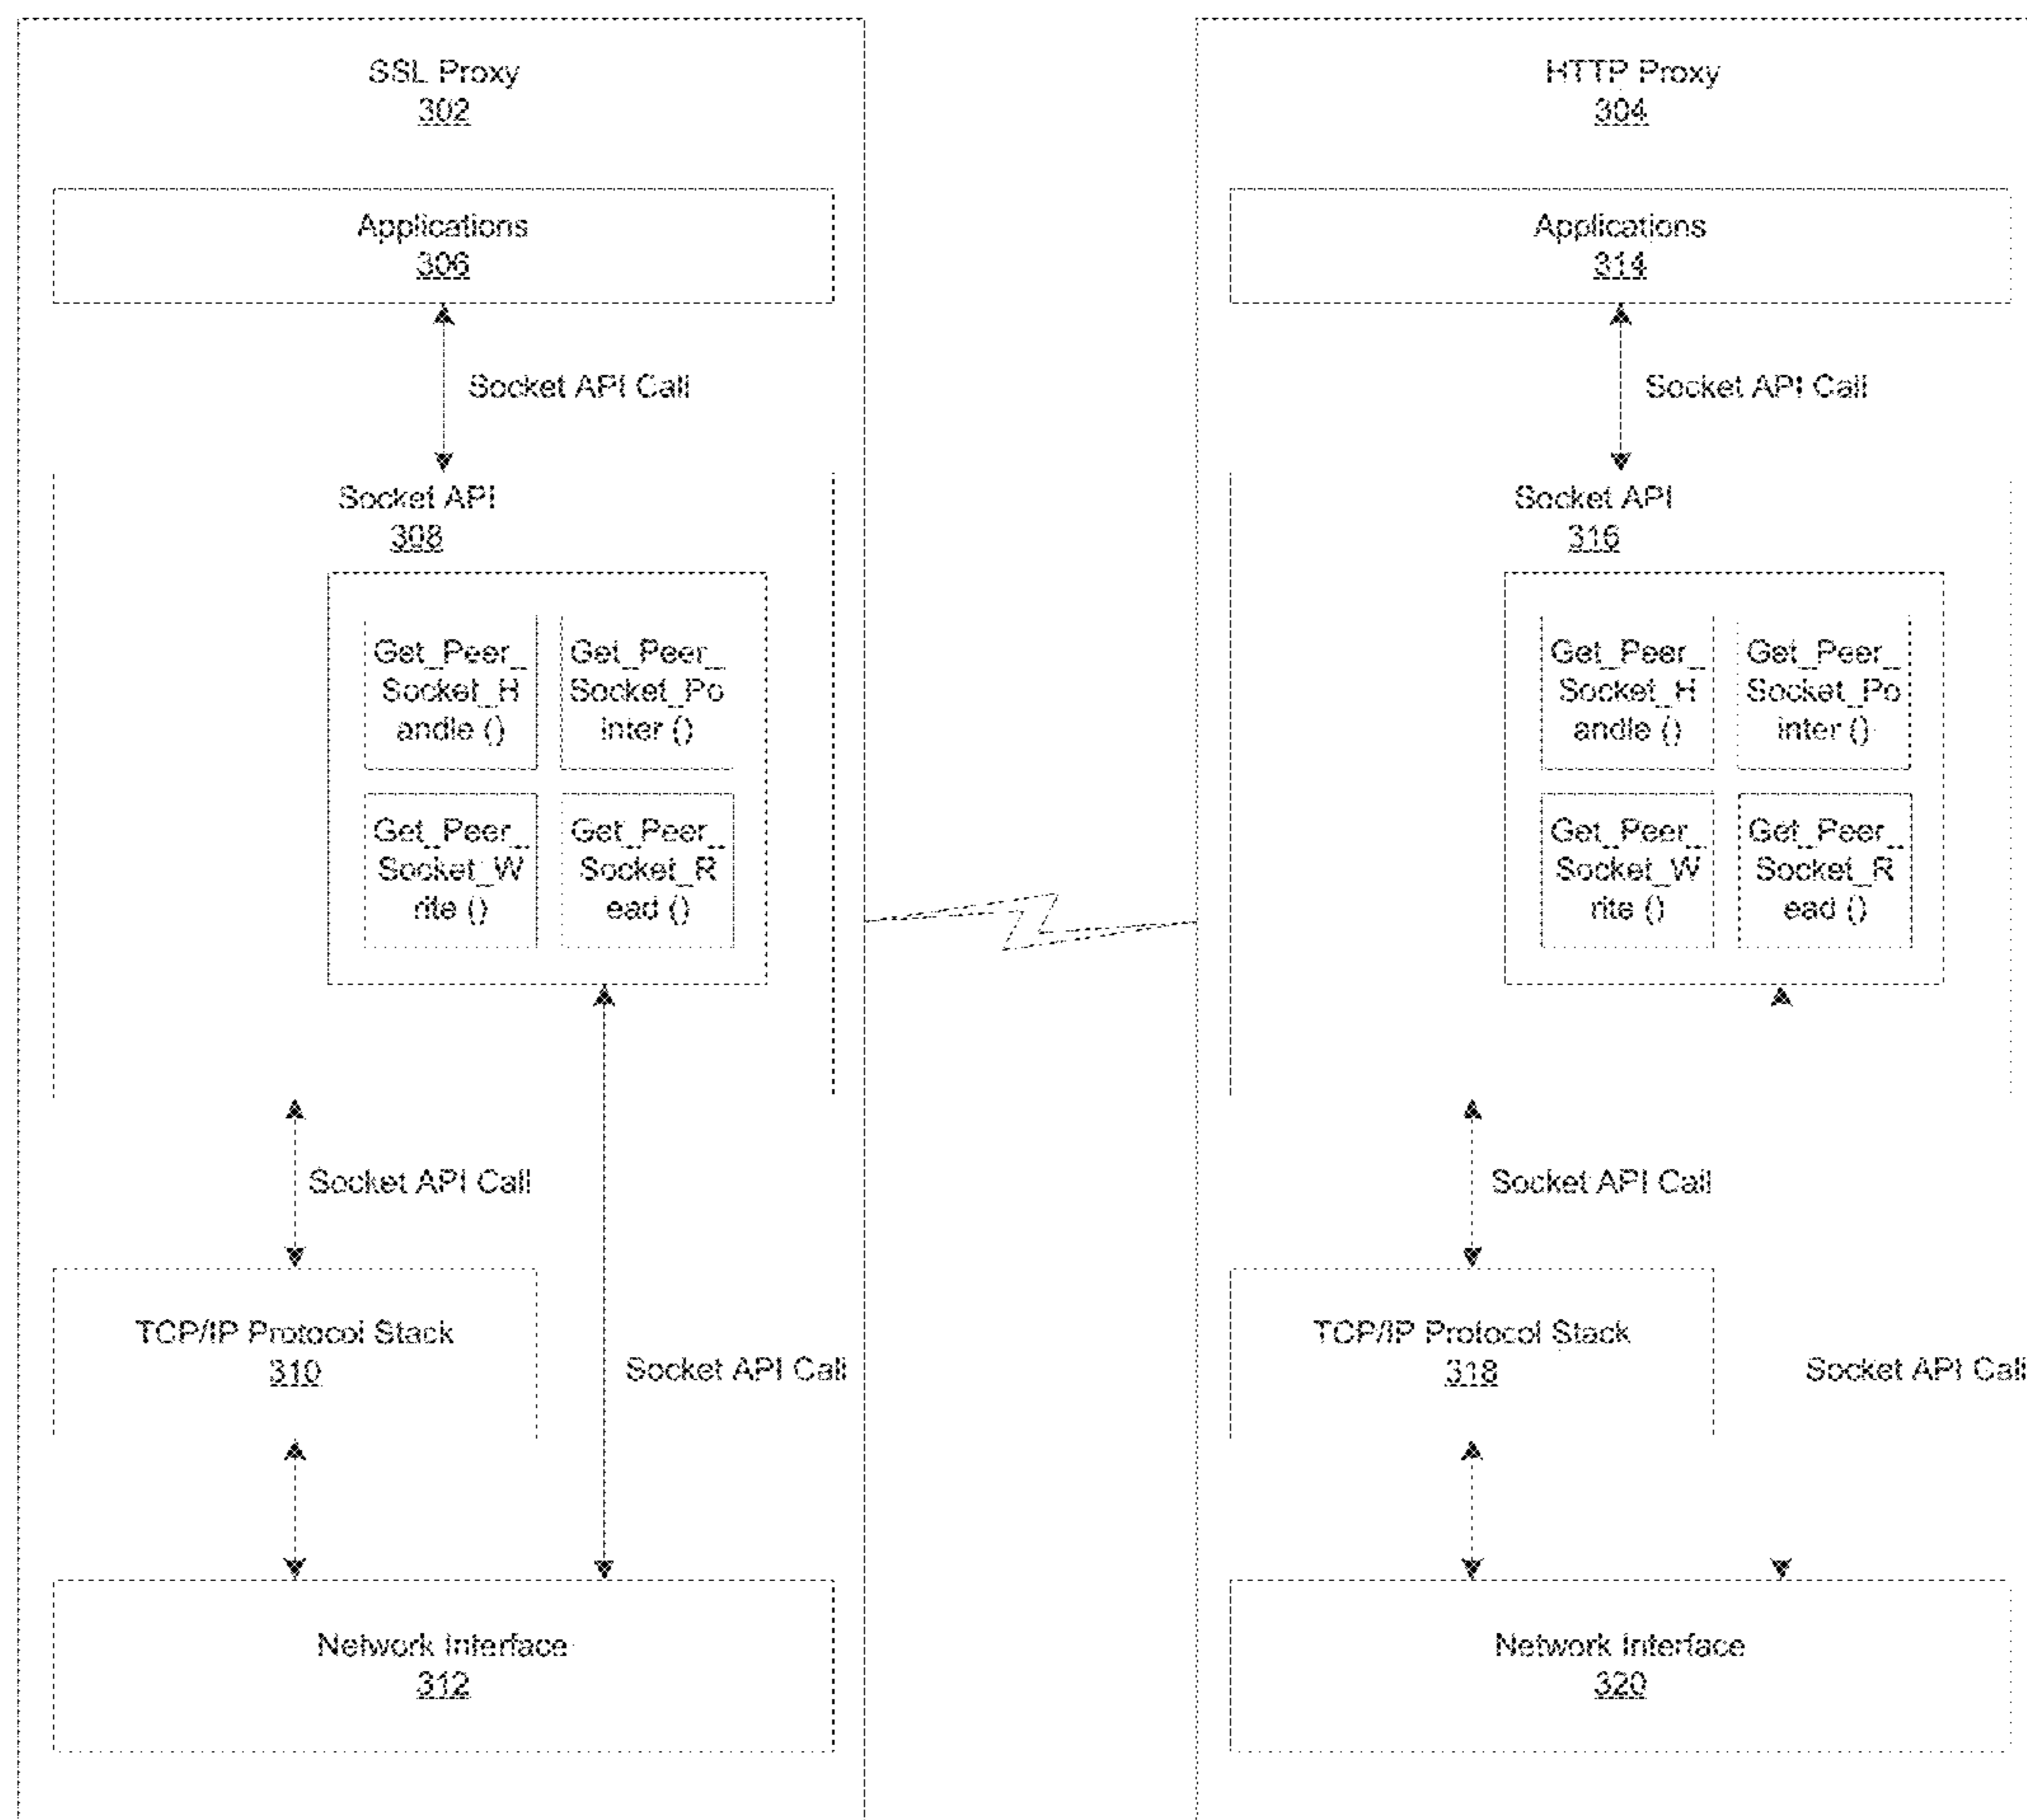 SSL Proxy
302
Applications
306
Socket API Call
Socket API
308
Get_Peer_
Socket_H
andle ()
Get_Peer_
Socket_Po
inter ()
Get_Peer_
Socket_W
rite ()
Get_Peer_
Socket_R
ead ()
Socket API Call
TCP/IP Protocol Stack
310
Socket API Call
Network Interface
312
HTTP Proxy
304
Applications
314
Socket API Call
Socket API
316
Get_Peer_
Socket_H
andle ()
Get_Peer_
Socket_Po
inter ()
Get_Peer_
Socket_W
rite ()
Get_Peer_
Socket_R
ead ()
Socket API Call
TCP/IP Protocol Stack
318
Socket API Call
Network Interface
320